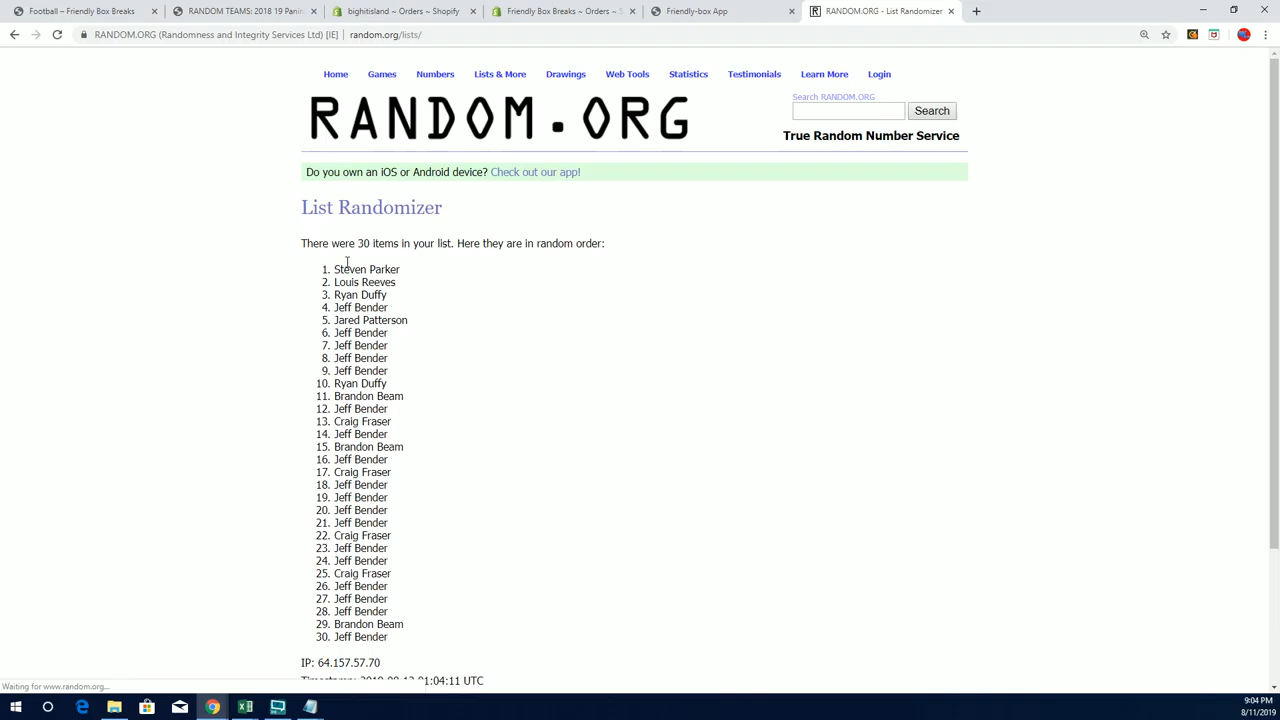 Football – Friendly Box Breaks
RANDOM TEAMS: 2018 19 Panin
bighitisland ~ Orders ~ Shopify
Friendly Box Breaks ~ Orders ~ S
Friendly-box App
RANDOM.ORG - List Randomizer
RANDOM.ORG (Randomness and Integrity Services Ltd) [IE] | random.org/lists/
Home Games Numbers Lists & More Drawings Web Tools Statistics Testimonials Learn More Login
RANDOM.ORG
Search RANDOM.ORG
Search
True Random Number Service
Do you own an iOS or Android device? Check out our app!
List Randomizer
There were 30 items in your list. Here they are in random order:
1. Steven Parker
2. Louis Reeves
3. Ryan Duffy
4. Jeff Bender
5. Jared Patterson
6. Jeff Bender
7. Jeff Bender
8. Jeff Bender
9. Jeff Bender
10. Ryan Duffy
11. Brandon Beam
12. Jeff Bender
13. Craig Fraser
14. Jeff Bender
15. Brandon Beam
16. Jeff Bender
17. Craig Fraser
18. Jeff Bender
19. Jeff Bender
20. Jeff Bender
21. Jeff Bender
22. Craig Fraser
23. Jeff Bender
24. Jeff Bender
25. Craig Fraser
26. Jeff Bender
27. Jeff Bender
28. Jeff Bender
29. Brandon Beam
30. Jeff Bender
IP: 64.157.57.70
Timestamp: 2019-08-12 01:04:11 UTC
Waiting for www.random.org...
9:04 PM
8/11/2019